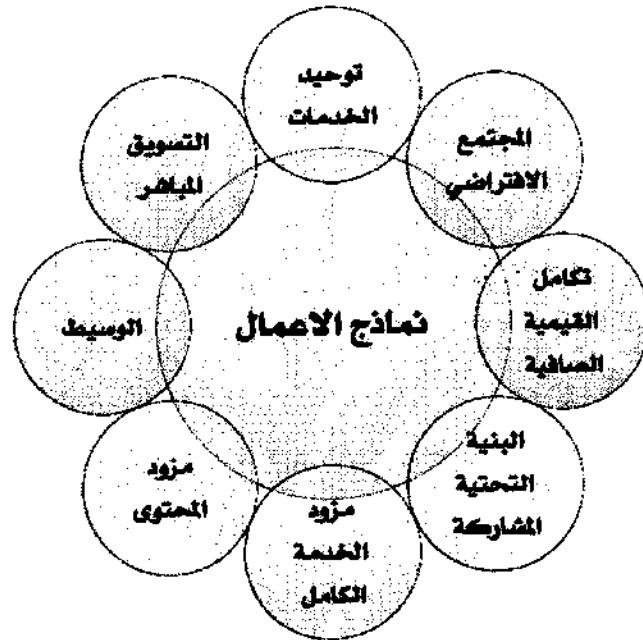 توحيد
الخدمات
المجتمع
الافتراضي
تكامل
القيمية
الصافية
البنية
التحتية
المشاركة
مزود
الخدمة
الكامل
مزود
المحتوى
الوسيط
التسويق
المباشر
نماذج الاعمال